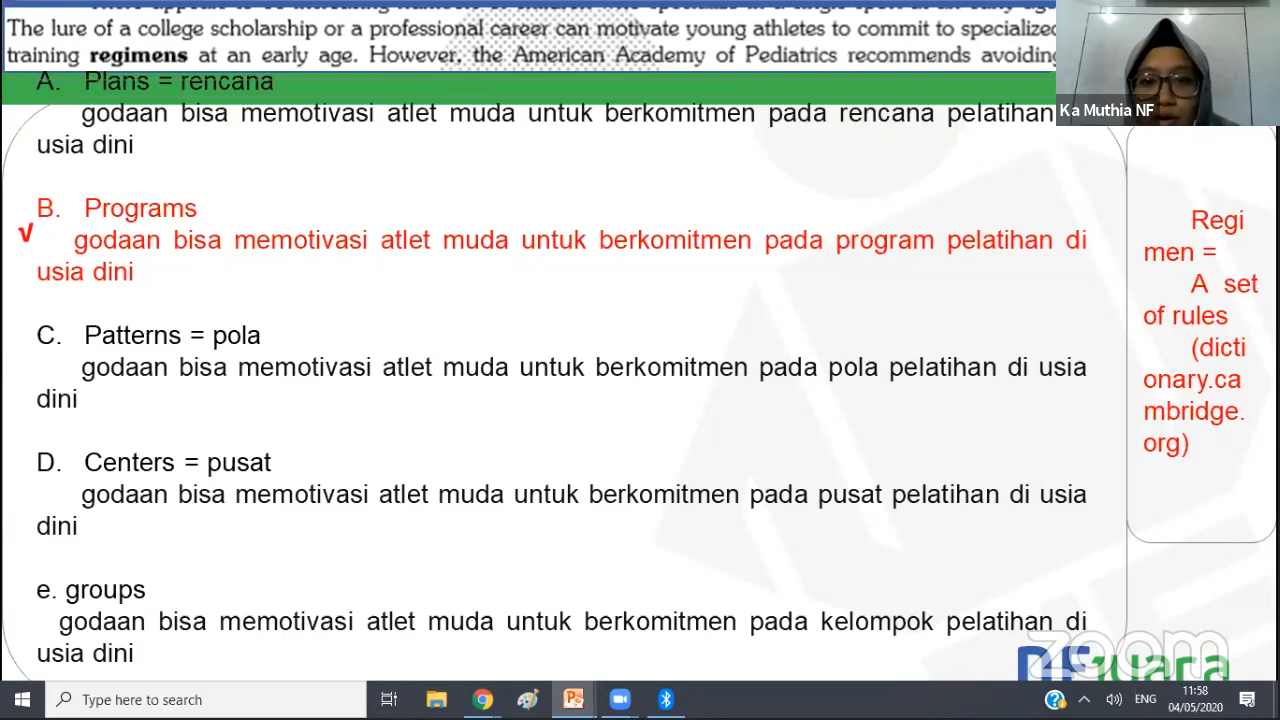 The lure of a college scholarship or a professional career can motivate young athletes to commit to specialized
training regimens at an early age. However, the American Academy of Pediatrics recommends avoiding
Ka Muthia NF
A. Plans = rencana
godaan bisa memotivasi atlet muda untuk berkomitmen pada rencana pelatihan
usia dini
B. Programs
√ godaan bisa memotivasi atlet muda untuk berkomitmen pada program pelatihan di
usia dini
C. Patterns = pola
godaan bisa memotivasi atlet muda untuk berkomitmen pada pola pelatihan di usia
dini
D. Centers = pusat
godaan bisa memotivasi atlet muda untuk berkomitmen pada pusat pelatihan di usia
dini
e. groups
godaan bisa memotivasi atlet muda untuk berkomitmen pada kelompok pelatihan di
usia dini
Regi
men =
A set
of rules
(dicti
onary.ca
mbridge.
org)
zoom
Type here to search
ENG
11:58
04/05/2020